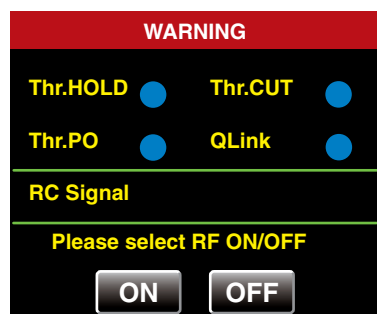 WARNING
Thr.HOLD Thr.CUT
Thr.PO QLink
RC Signal
Please select RF ON/OFF
ON OFF